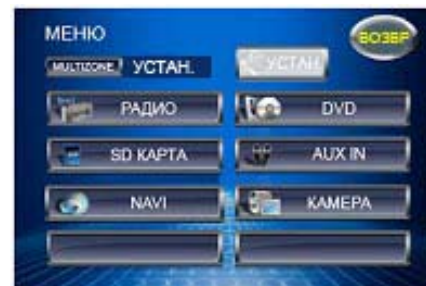 МЕНЮ
ВОЗВР
MULTIZONE УСТАН.
УСТАН.
РАДИО
DVD
SD КАРТА
AUX IN
NAVI
КАМЕРА